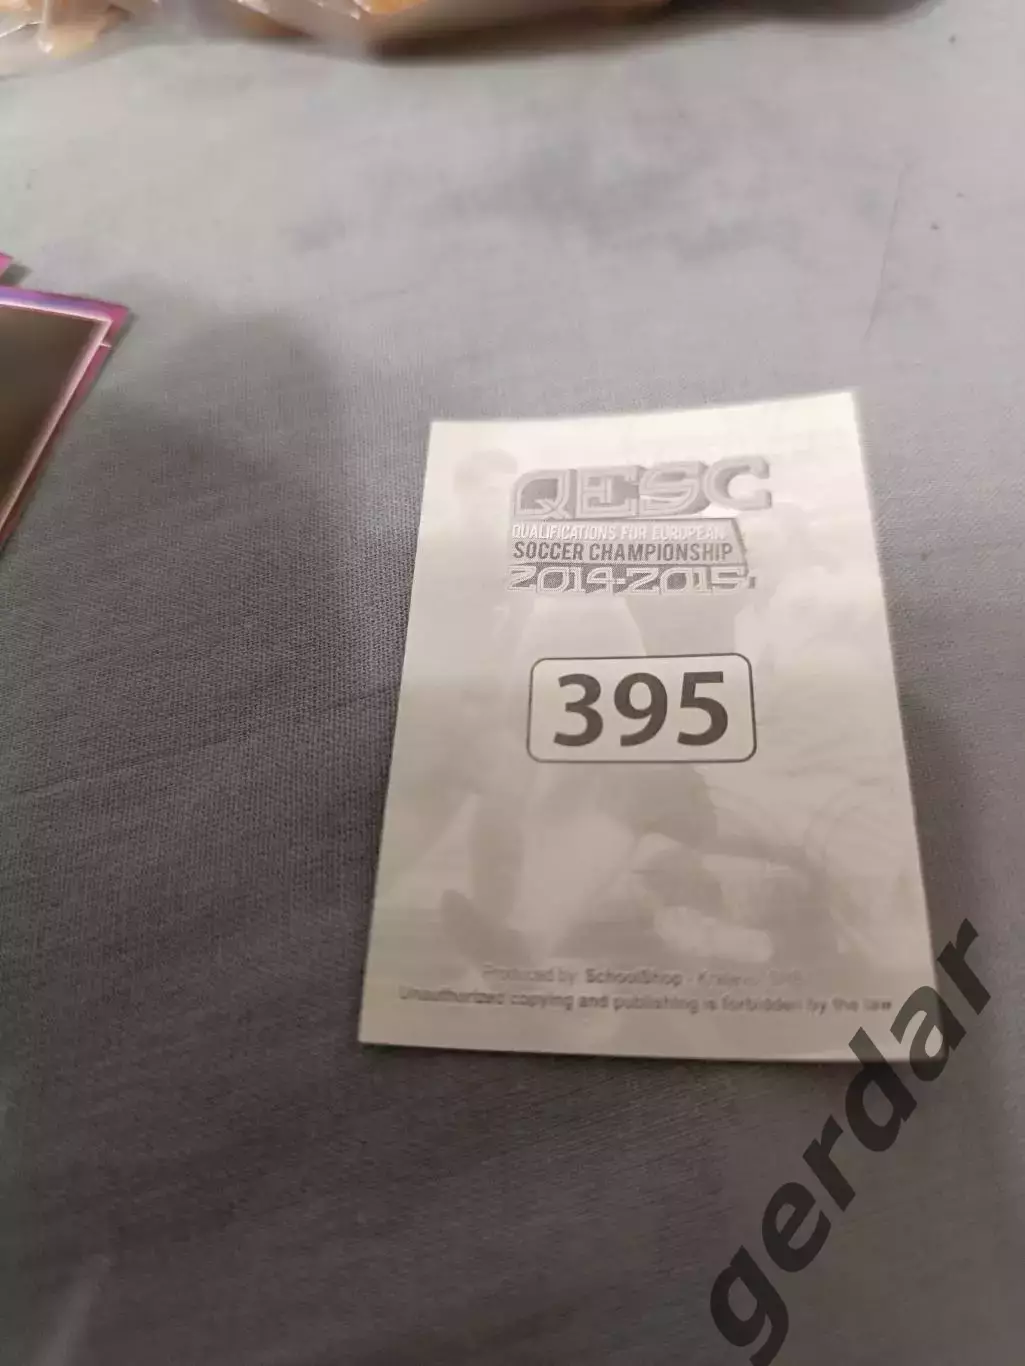 QESC
QUALIFICATIONS FOR EUROPEAN
SOCCER CHAMPIONSHIP
2014-2015.
395
Produced by SchoolShop -
Unauthorized copying and publishing is forbidden by the law
gerdar